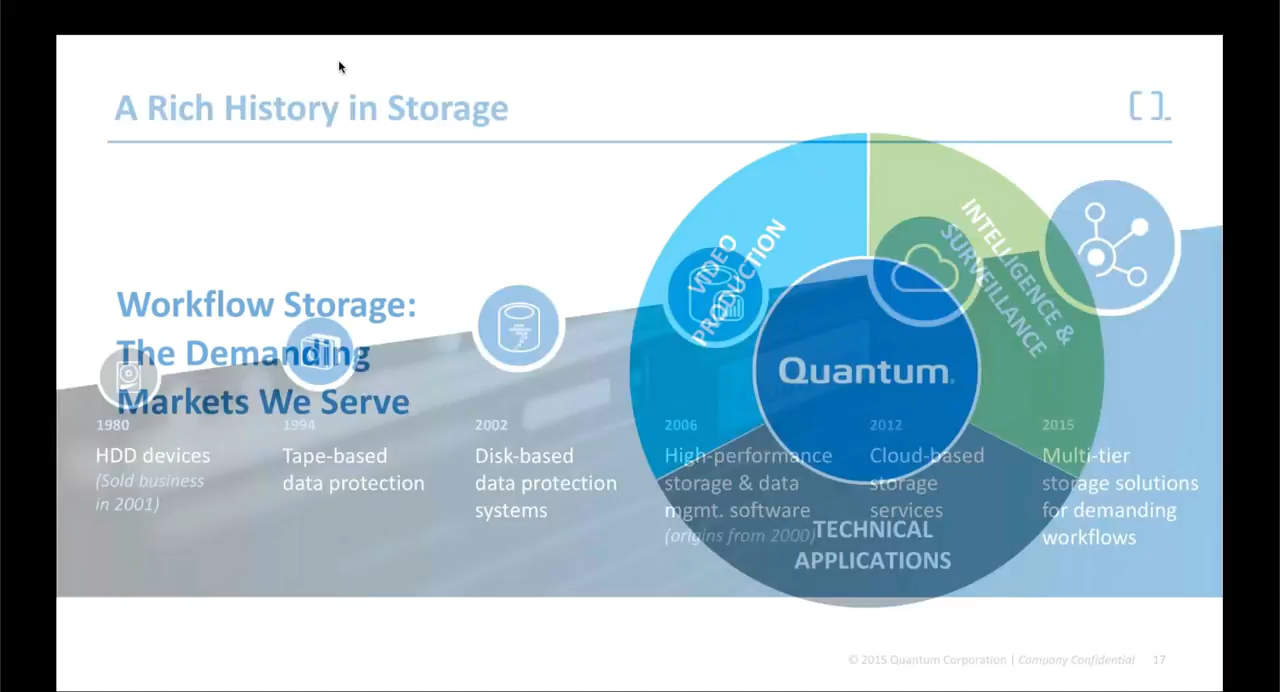 A Rich History in Storage
Workflow Storage:
The Demanding
Markets We Serve
VIDEO
PRODUCTION
INTELLIGENCE &
SURVEILLANCE
Quantum
TECHNICAL
APPLICATIONS
1980
HDD devices
(Sold business
in 2001)
1994
Tape-based
data protection
2002
Disk-based
data protection
systems
2006
High-performance
storage & data
mgmt. software
(origins from 2000)
2012
Cloud-based
storage
services
2015
Multi-tier
storage solutions
for demanding
workflows
© 2015 Quantum Corporation | Company Confidential 17